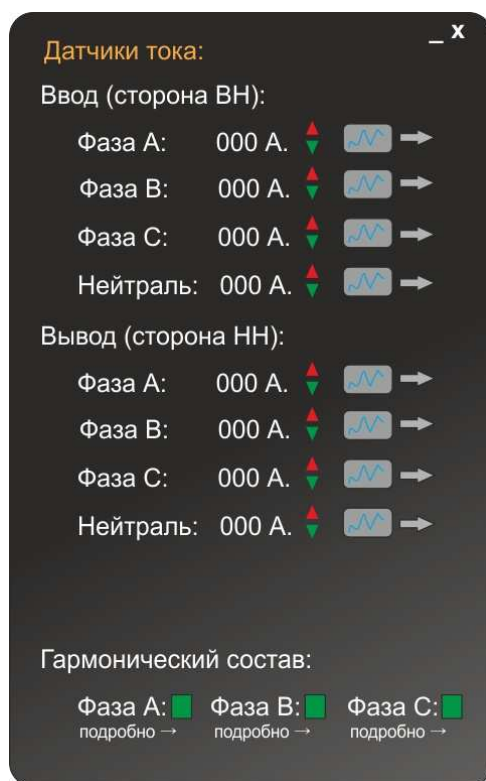 _ x
Датчики тока:
Ввод (сторона ВН):
Фаза А: 000 А.
Фаза В: 000 А.
Фаза С: 000 А.
Нейтраль: 000 А.
Вывод (сторона НН):
Фаза А: 000 А.
Фаза В: 000 А.
Фаза С: 000 А.
Нейтраль: 000 А.
Гармонический состав:
Фаза А: Фаза В: Фаза С:
подробно → подробно → подробно →